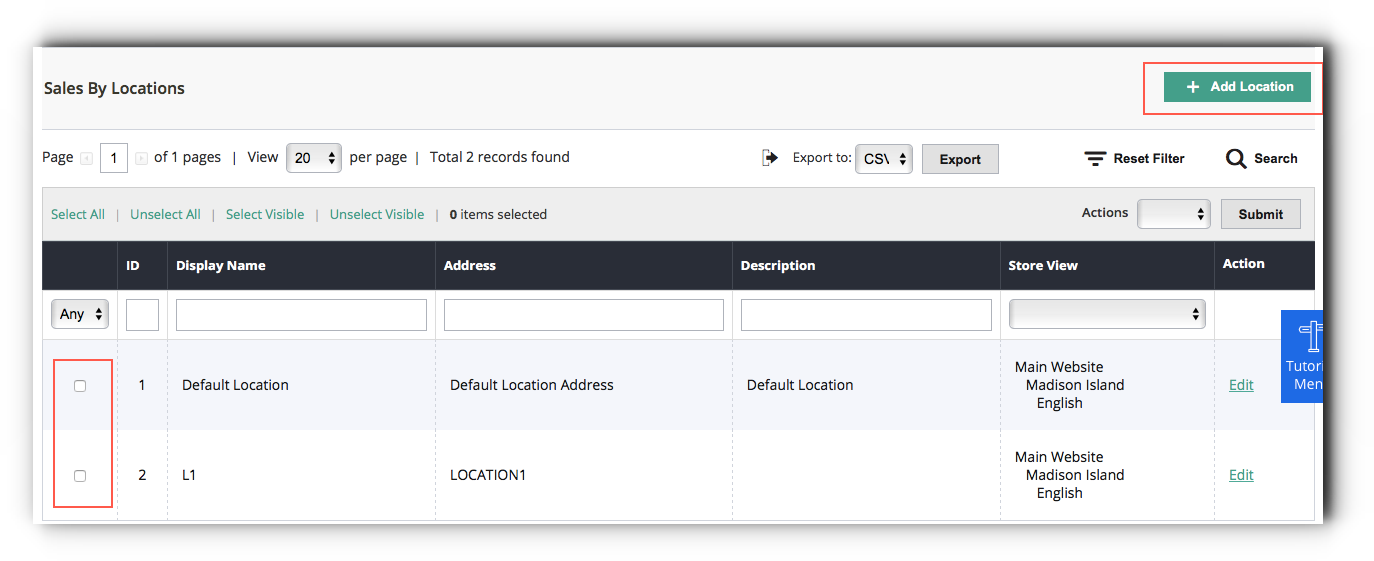 Sales By Locations
+ Add Location
Page 1 of 1 pages | View 20 per page | Total 2 records found
Export to: CSV Export Reset Filter Search
Select All | Unselect All | Select Visible | Unselect Visible | 0 items selected
Actions Submit
ID Display Name Address Description Store View Action
Any
1 Default Location Default Location Address Default Location
Main Website
Madison Island
English
Edit
2 L1 LOCATION1
Main Website
Madison Island
English
Edit
Tutori
Men